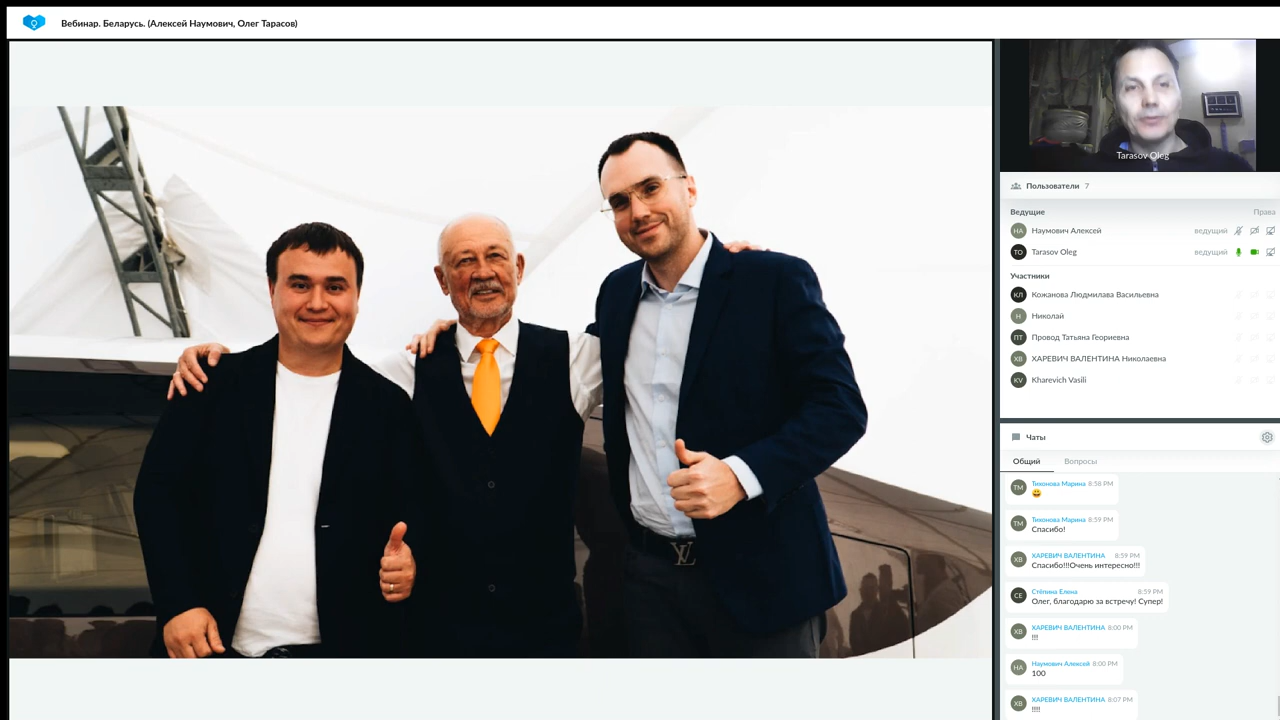 Вебинар. Беларусь. (Алексей Наумович, Олег Тарасов)
Tarasov Oleg
Пользователи 7
Ведущие Права
НА Наумович Алексей ведущий
TO Tarasov Oleg ведущий
Участники
КЛ Кожанова Людмилава Васильевна
Н Николай
ПТ Провод Татьяна Геориевна
ХВ ХАРЕВИЧ ВАЛЕНТИНА Николаевна
KV Kharevich Vasili
Чаты
Общий Вопросы
ТМ Тихонова Марина 8:58 PM
ТМ Тихонова Марина 8:59 PM
Спасибо!
ХВ ХАРЕВИЧ ВАЛЕНТИНА 8:59 PM
Спасибо!!!Очень интересно!!!
СЕ Стёпина Елена 8:59 PM
Олег, благодарю за встречу! Супер!
ХВ ХАРЕВИЧ ВАЛЕНТИНА 8:00 PM
!!!
НА Наумович Алексей 8:00 PM
100
ХВ ХАРЕВИЧ ВАЛЕНТИНА 8:07 PM
!!!!!
LV